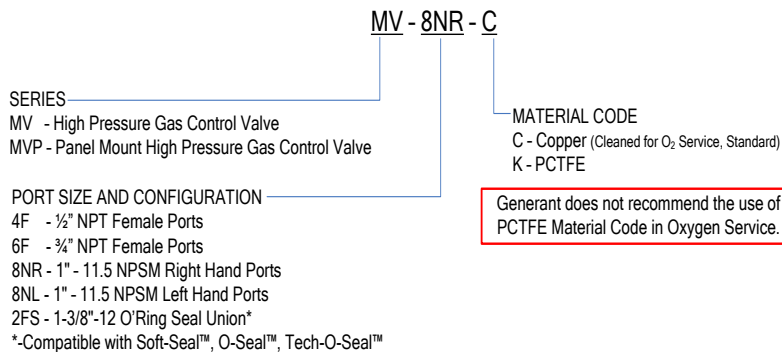 MV - 8NR - C
SERIES
MV - High Pressure Gas Control Valve
MVP - Panel Mount High Pressure Gas Control Valve
MATERIAL CODE
C - Copper (Cleaned for O₂ Service, Standard)
K - PCTFE
Generant does not recommend the use of
PCTFE Material Code in Oxygen Service.
PORT SIZE AND CONFIGURATION
4F - ½” NPT Female Ports
6F - ¾” NPT Female Ports
8NR - 1" - 11.5 NPSM Right Hand Ports
8NL - 1" - 11.5 NPSM Left Hand Ports
2FS - 1-3/8"-12 O’Ring Seal Union*
*-Compatible with Soft-Seal™, O-Seal™, Tech-O-Seal™